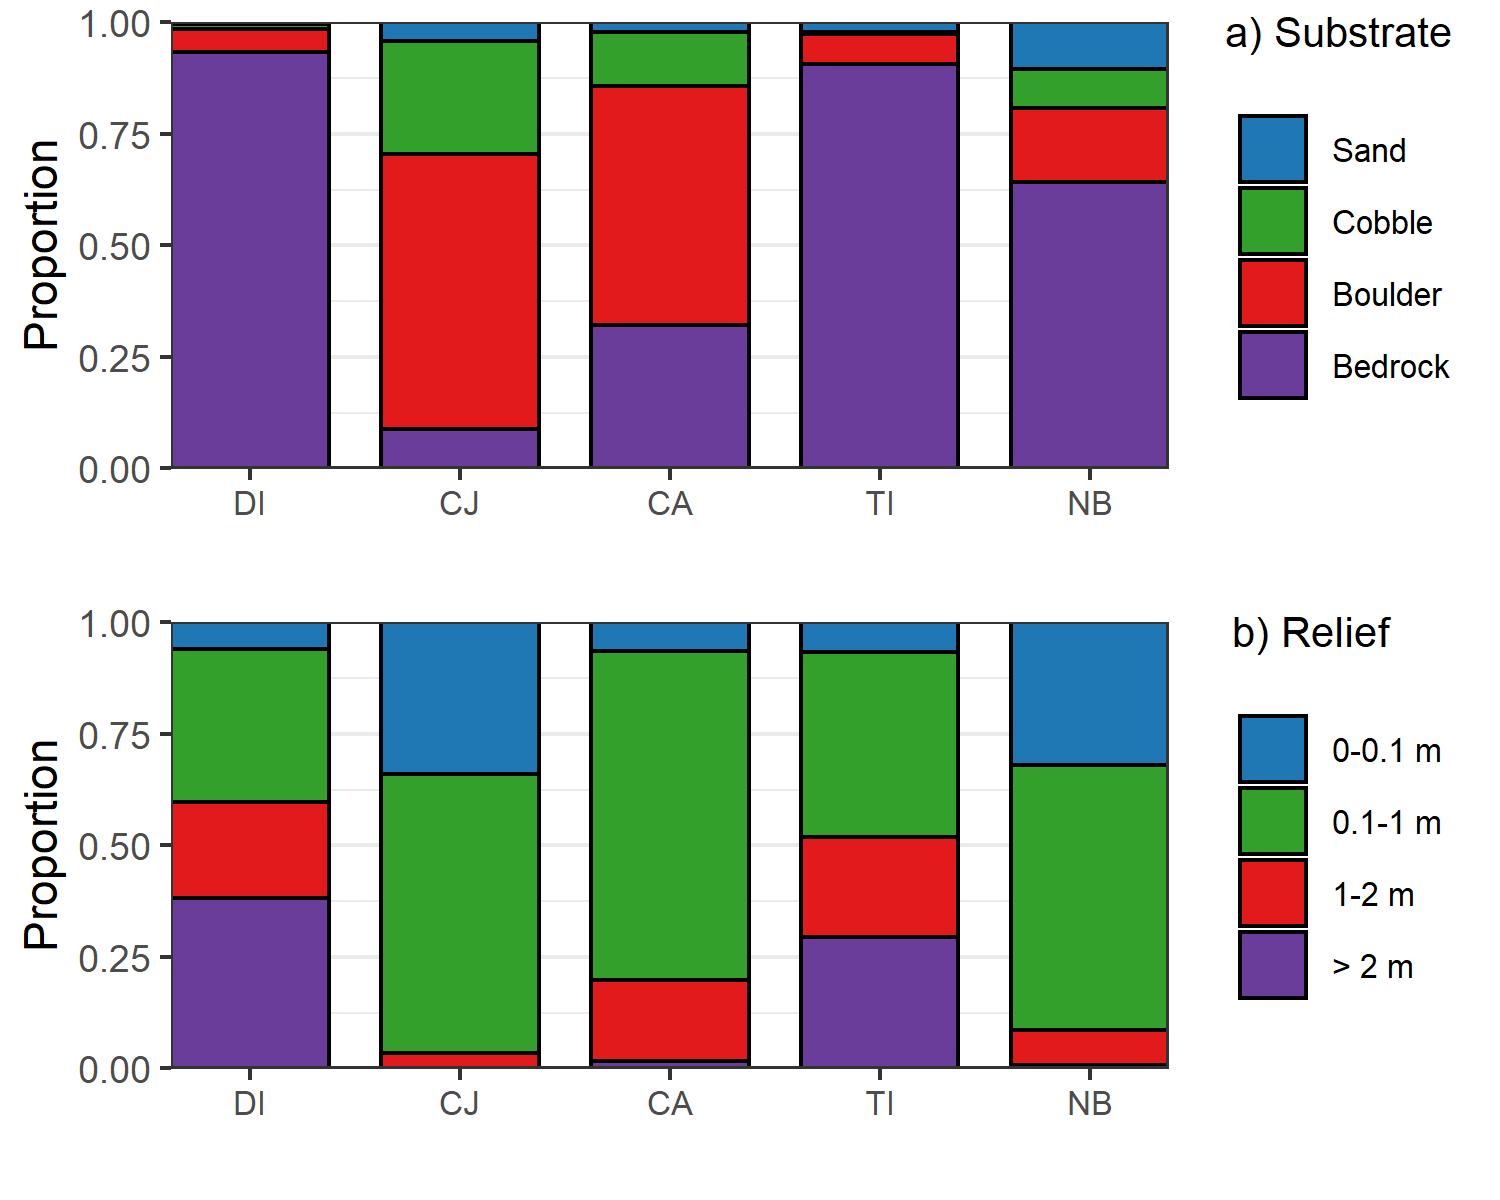 a) Substrate
Proportion
1.00
0.75
0.50
0.25
0.00
DI CJ CA TI NB
Sand
Cobble
Boulder
Bedrock
b) Relief
Proportion
1.00
0.75
0.50
0.25
0.00
DI CJ CA TI NB
0-0.1 m
0.1-1 m
1-2 m
> 2 m